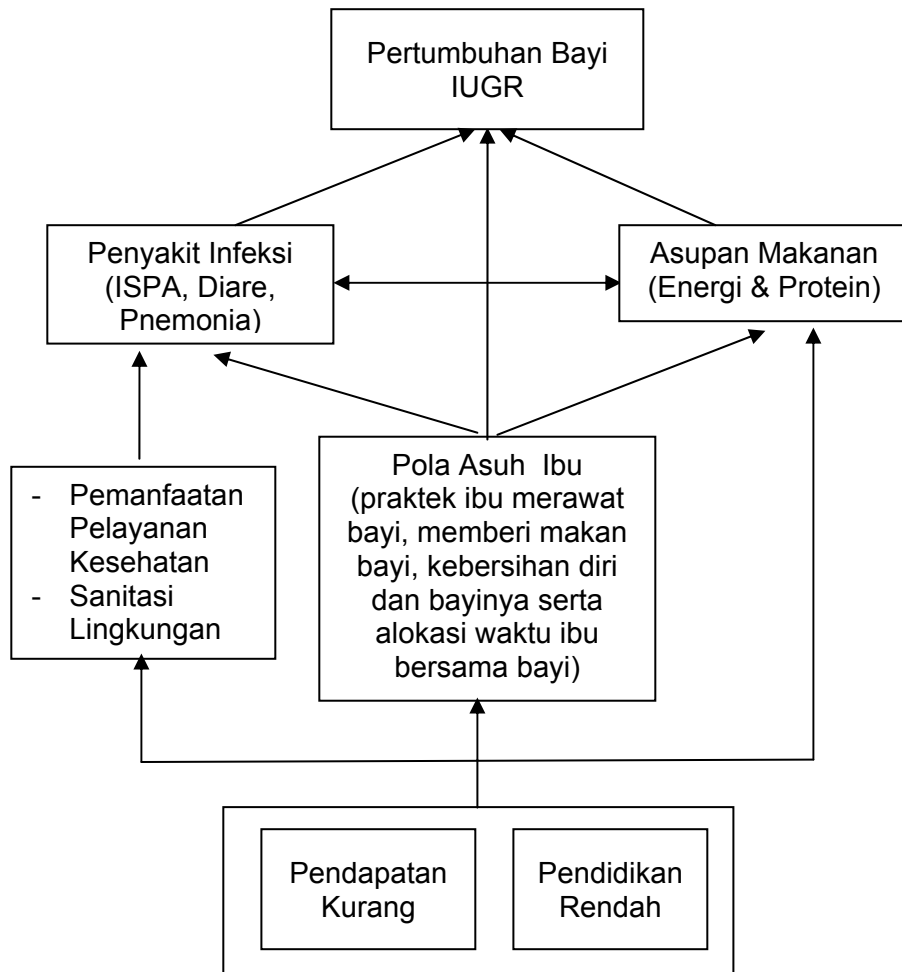 Pertumbuhan Bayi
IUGR
Penyakit Infeksi
(ISPA, Diare,
Pnemonia)
Asupan Makanan
(Energi & Protein)
- Pemanfaatan
Pelayanan
Kesehatan
- Sanitasi
Lingkungan
Pola Asuh Ibu
(praktek ibu merawat
bayi, memberi makan
bayi, kebersihan diri
dan bayinya serta
alokasi waktu ibu
bersama bayi)
Pendapatan
Kurang
Pendidikan
Rendah